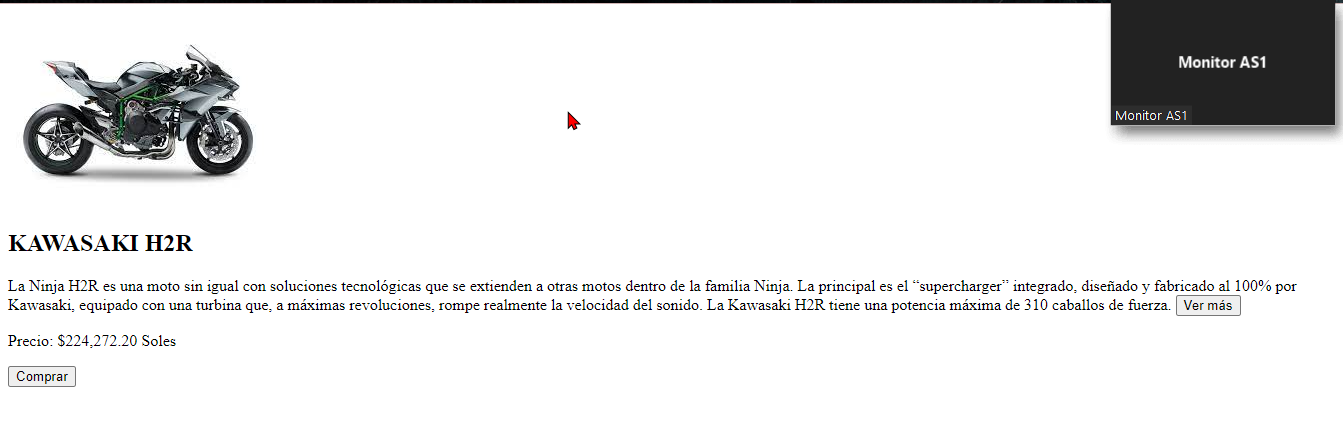 Monitor AS1
Monitor AS1
KAWASAKI H2R
La Ninja H2R es una moto sin igual con soluciones tecnológicas que se extienden a otras motos dentro de la familia Ninja. La principal es el “supercharger” integrado, diseñado y fabricado al 100% por
Kawasaki, equipado con una turbina que, a máximas revoluciones, rompe realmente la velocidad del sonido. La Kawasaki H2R tiene una potencia máxima de 310 caballos de fuerza. Ver más
Precio: $224,272.20 Soles
Comprar